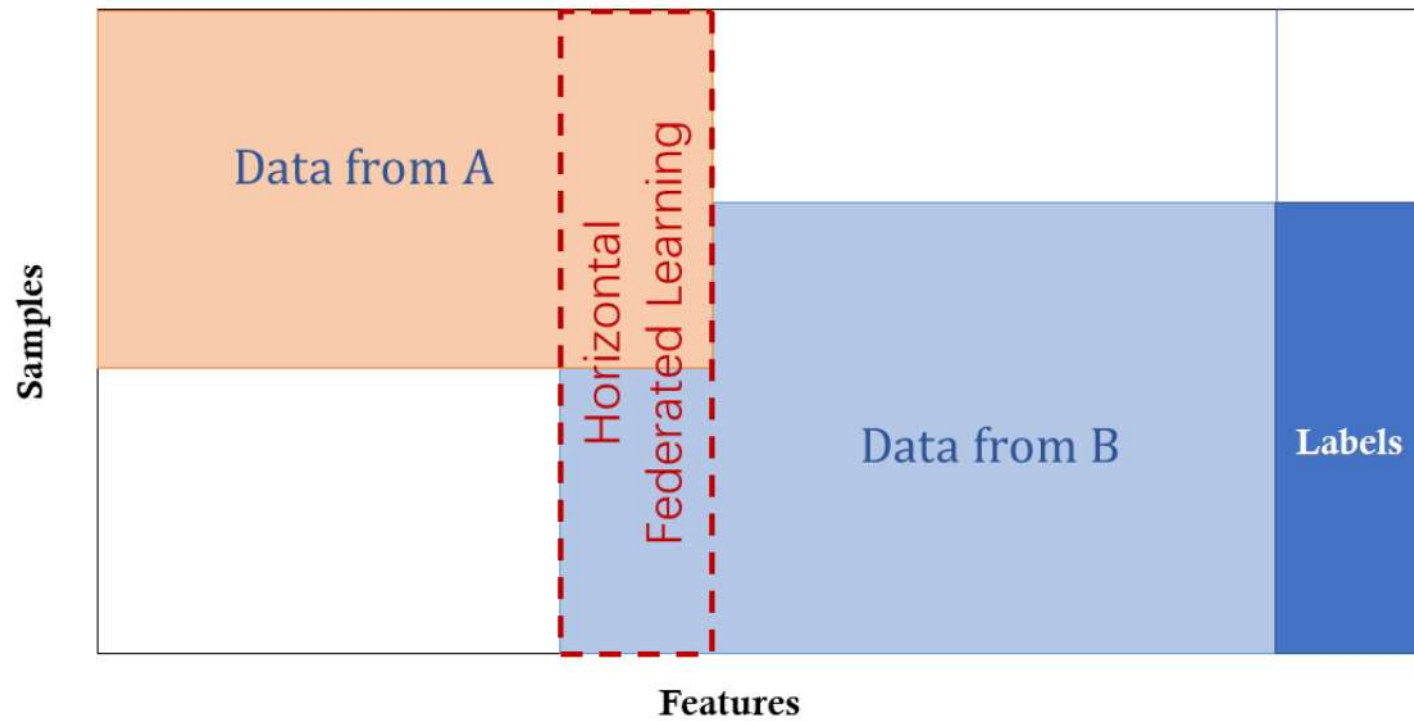 Samples
Data from A
Horizontal
Federated Learning
Data from B
Labels
Features